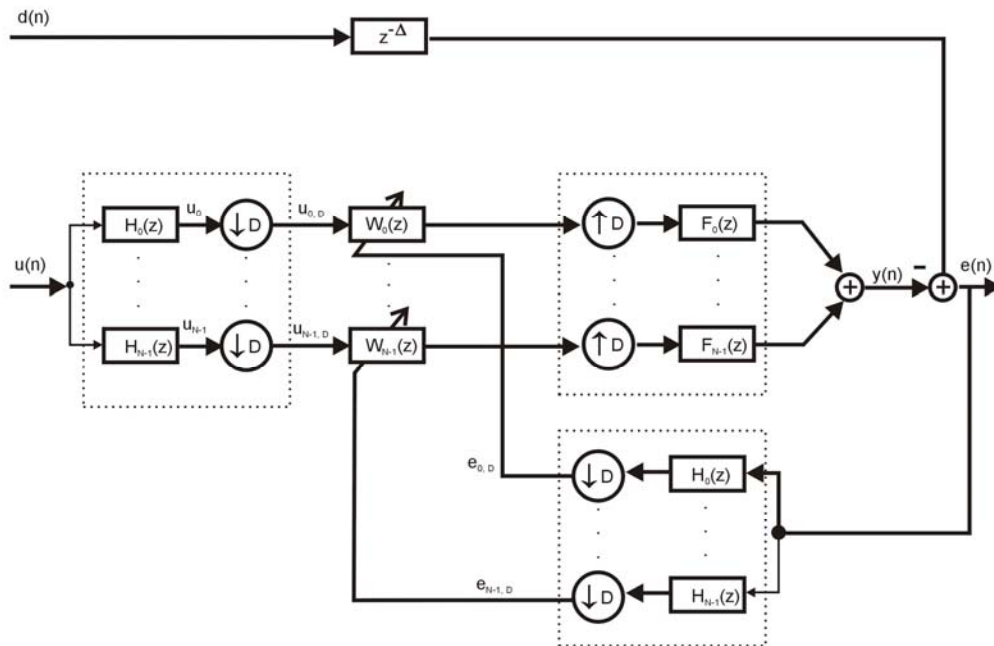 d(n)
z^-Δ
u(n)
H₀(z) u₀ ↓D u₀,D W₀(z) ↑D F₀(z)
+ y(n) - + e(n)
H_N-1(z) u_N-1 ↓D u_N-1,D W_N-1(z) ↑D F_N-1(z)
e₀,D ↓D H₀(z)
e_N-1,D ↓D H_N-1(z)